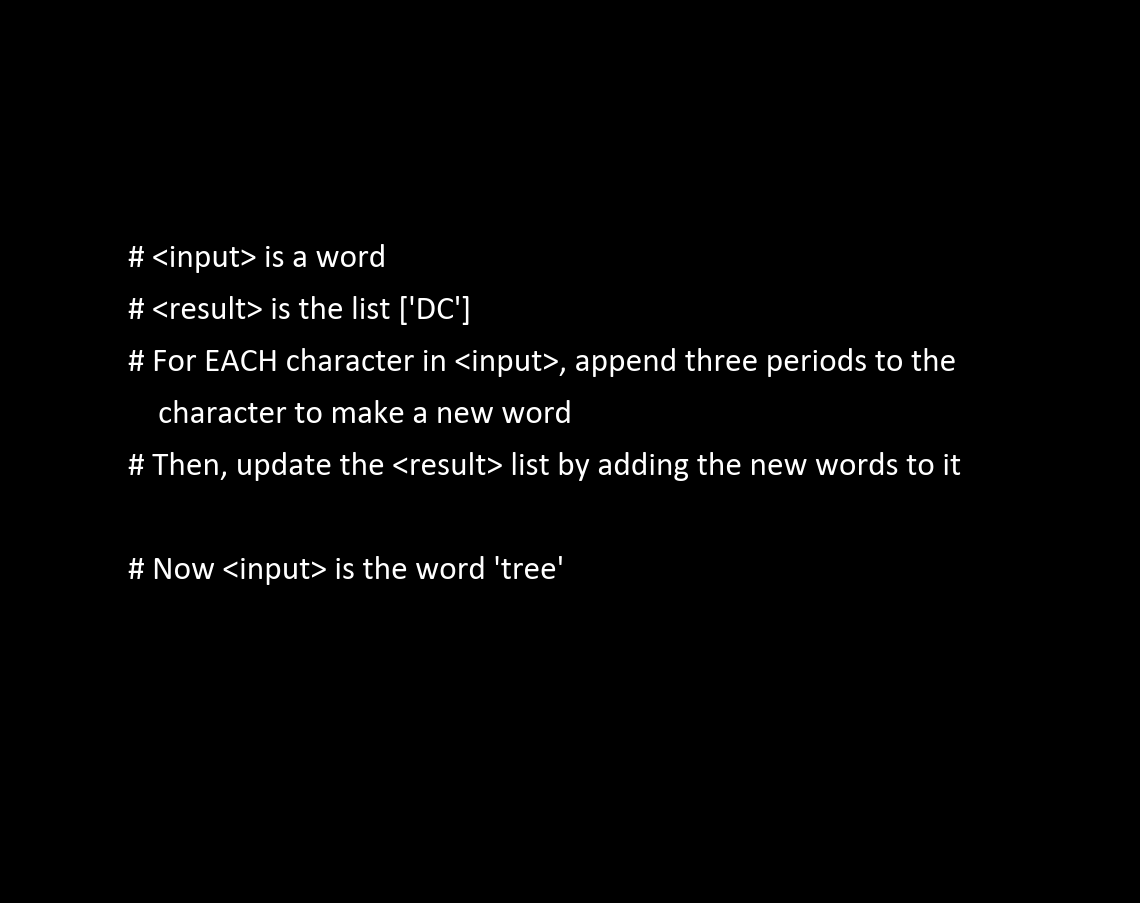 # <input> is a word
# <result> is the list ['DC']
# For EACH character in <input>, append three periods to the
character to make a new word
# Then, update the <result> list by adding the new words to it
# Now <input> is the word 'tree'